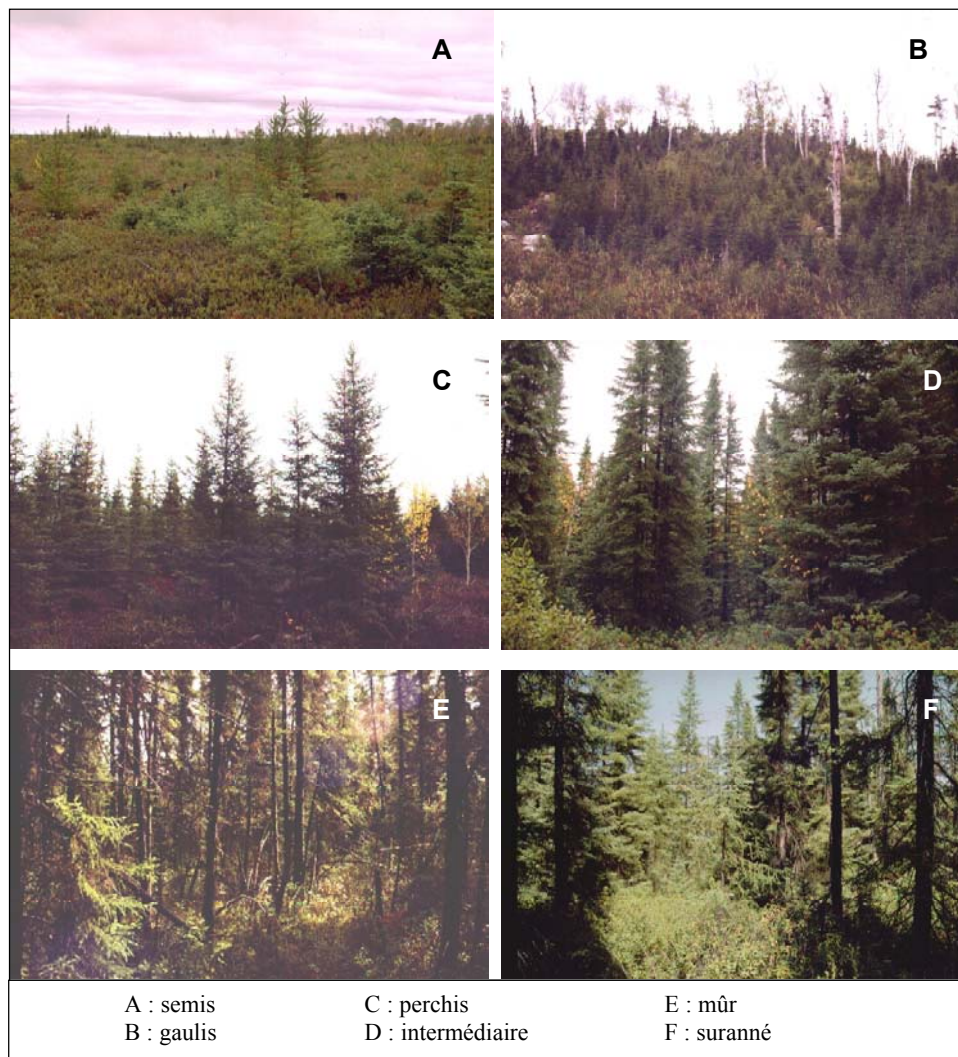 A
B
C
D
E
F
A : semis C : perchis E : mûr
B : gaulis D : intermédiaire F : suranné